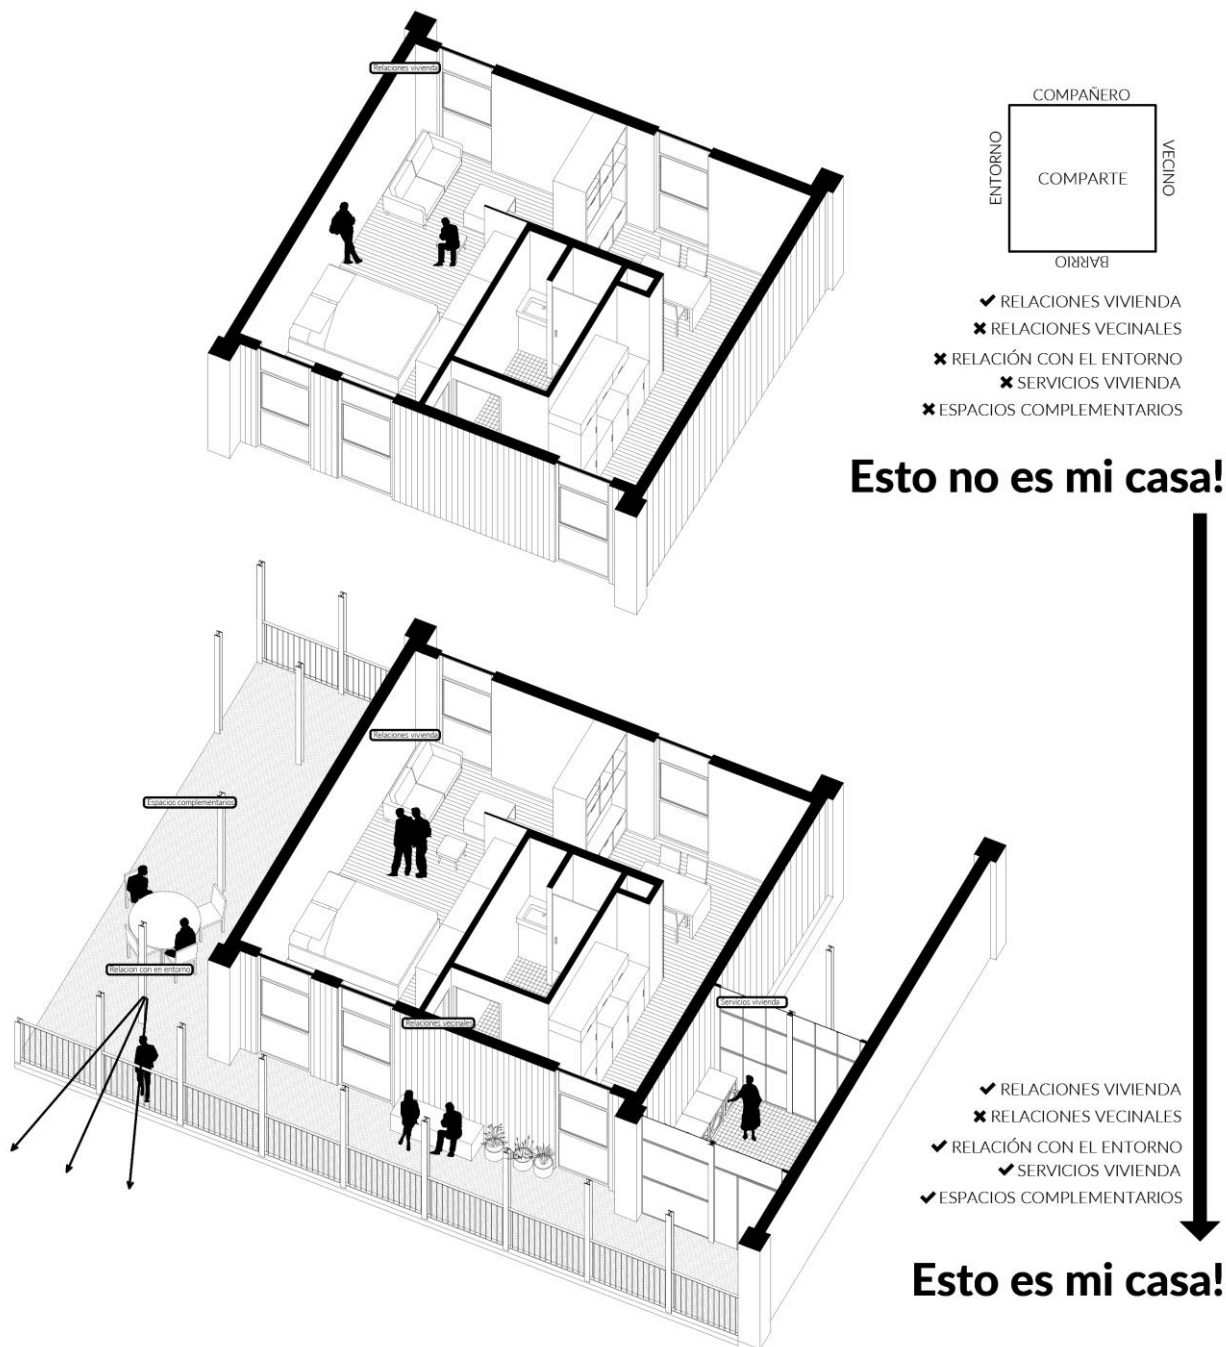 Relaciones vivienda
COMPAÑERO
ENTORNO
COMPARTE
VECINO
BARRIO
✔ RELACIONES VIVIENDA
✖ RELACIONES VECINALES
✖ RELACIÓN CON EL ENTORNO
✖ SERVICIOS VIVIENDA
✖ ESPACIOS COMPLEMENTARIOS
Esto no es mi casa!
Relaciones vivienda
Espacios complementarios
Relacion con en entorno
Servicios vivienda
Relaciones vecinales
✔ RELACIONES VIVIENDA
✖ RELACIONES VECINALES
✔ RELACIÓN CON EL ENTORNO
✔ SERVICIOS VIVIENDA
✔ ESPACIOS COMPLEMENTARIOS
Esto es mi casa!